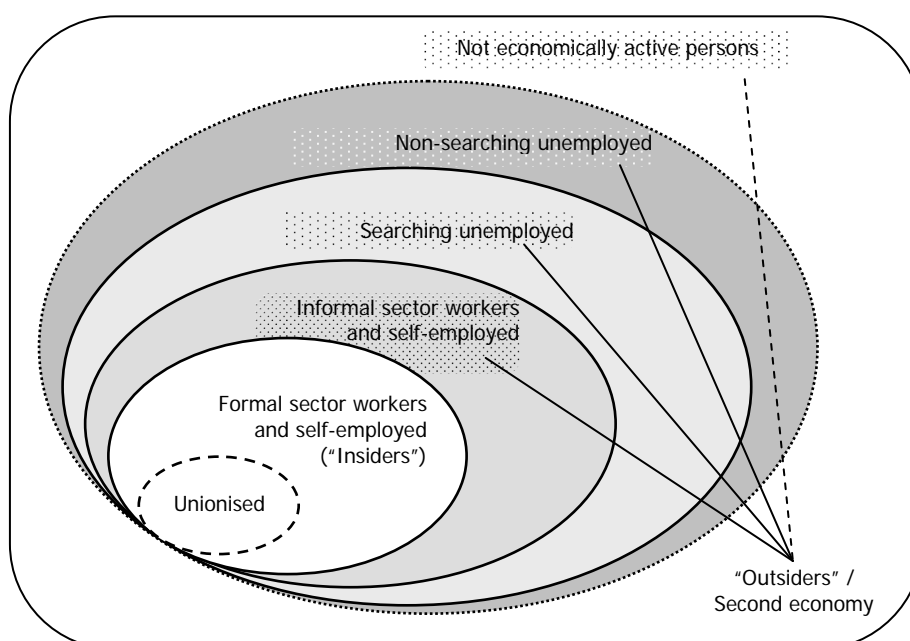 Not economically active persons
Non-searching unemployed
Searching unemployed
Informal sector workers
and self-employed
Formal sector workers
and self-employed
(“Insiders”)
Unionised
“Outsiders” /
Second economy